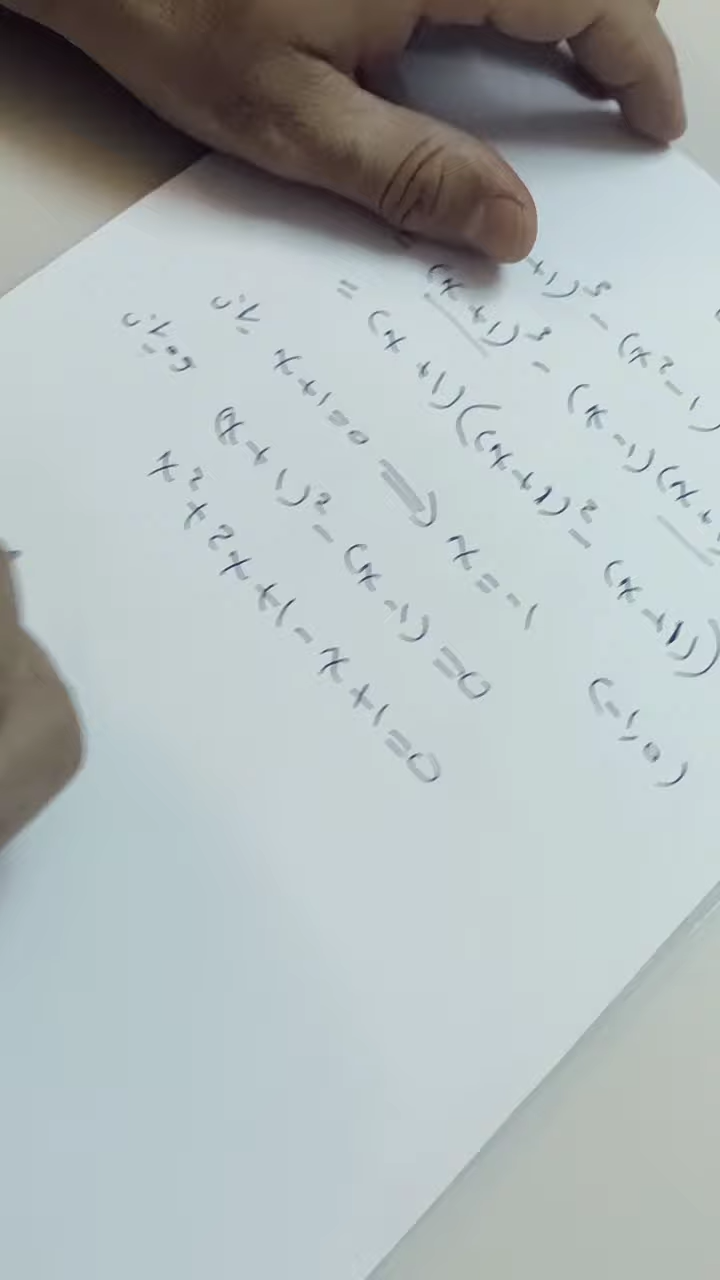 +1)³ - (x² - 1)
(x + 1)³ - (x - 1)(x +
= (x + 1)((x + 1)² - (x + 1))
x + 1 = 0 ⟹ x = -1 (-1, 0)
(x + 1)² - (x - 1) = 0
x² + 2x + 1 - x + 1 = 0